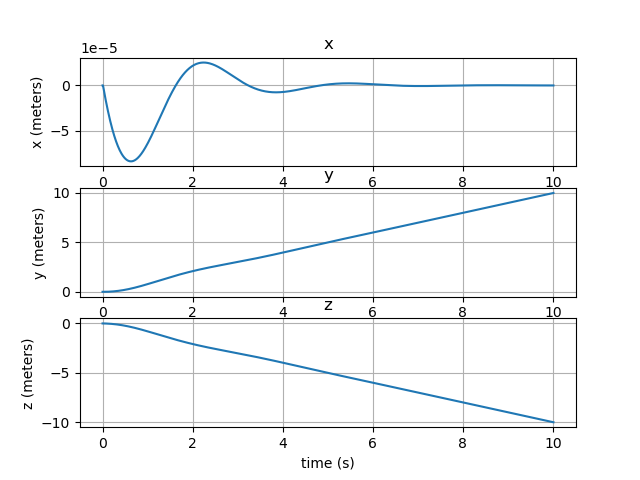 x
1e−5
x (meters)
0
−5
0 2 4 6 8 10
y
y (meters)
10
5
0
0 2 4 6 8 10
z
z (meters)
0
−5
−10
0 2 4 6 8 10
time (s)